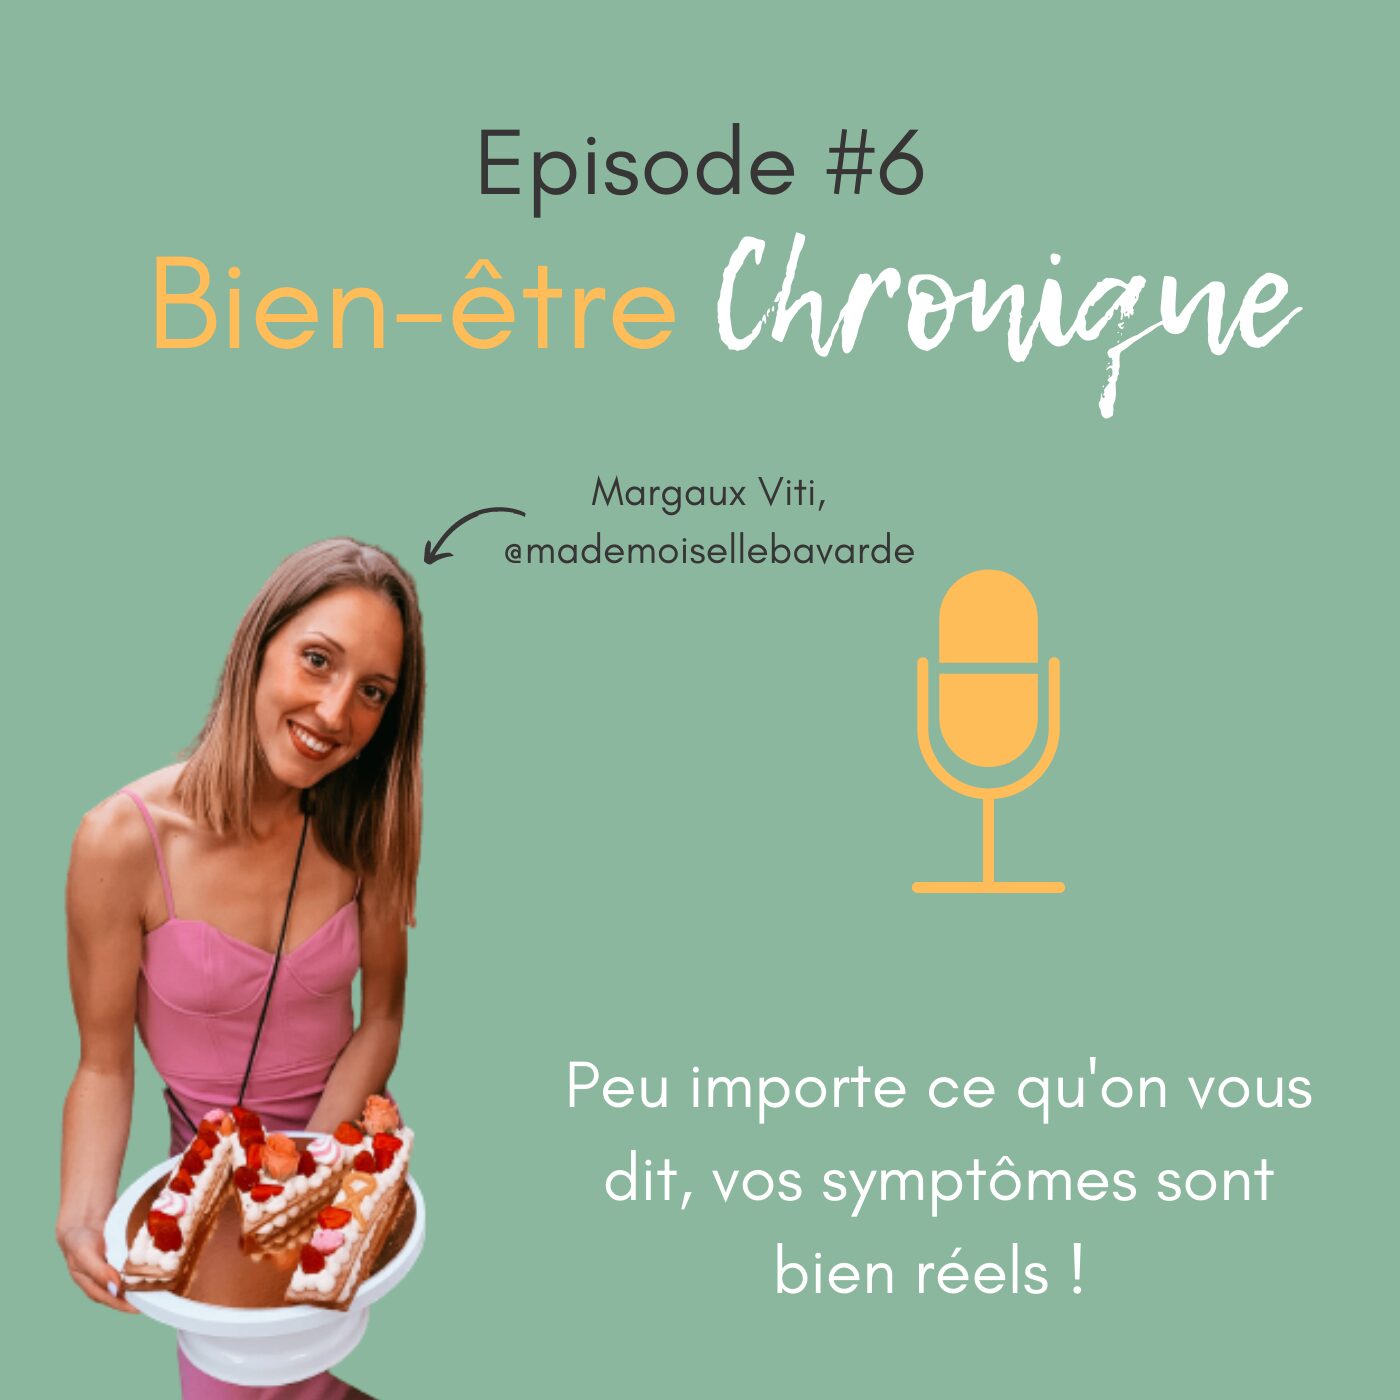 Episode #6
Bien-être Chronique
Margaux Viti,
@mademoisellebavarde
Peu importe ce qu'on vous
dit, vos symptômes sont
bien réels !